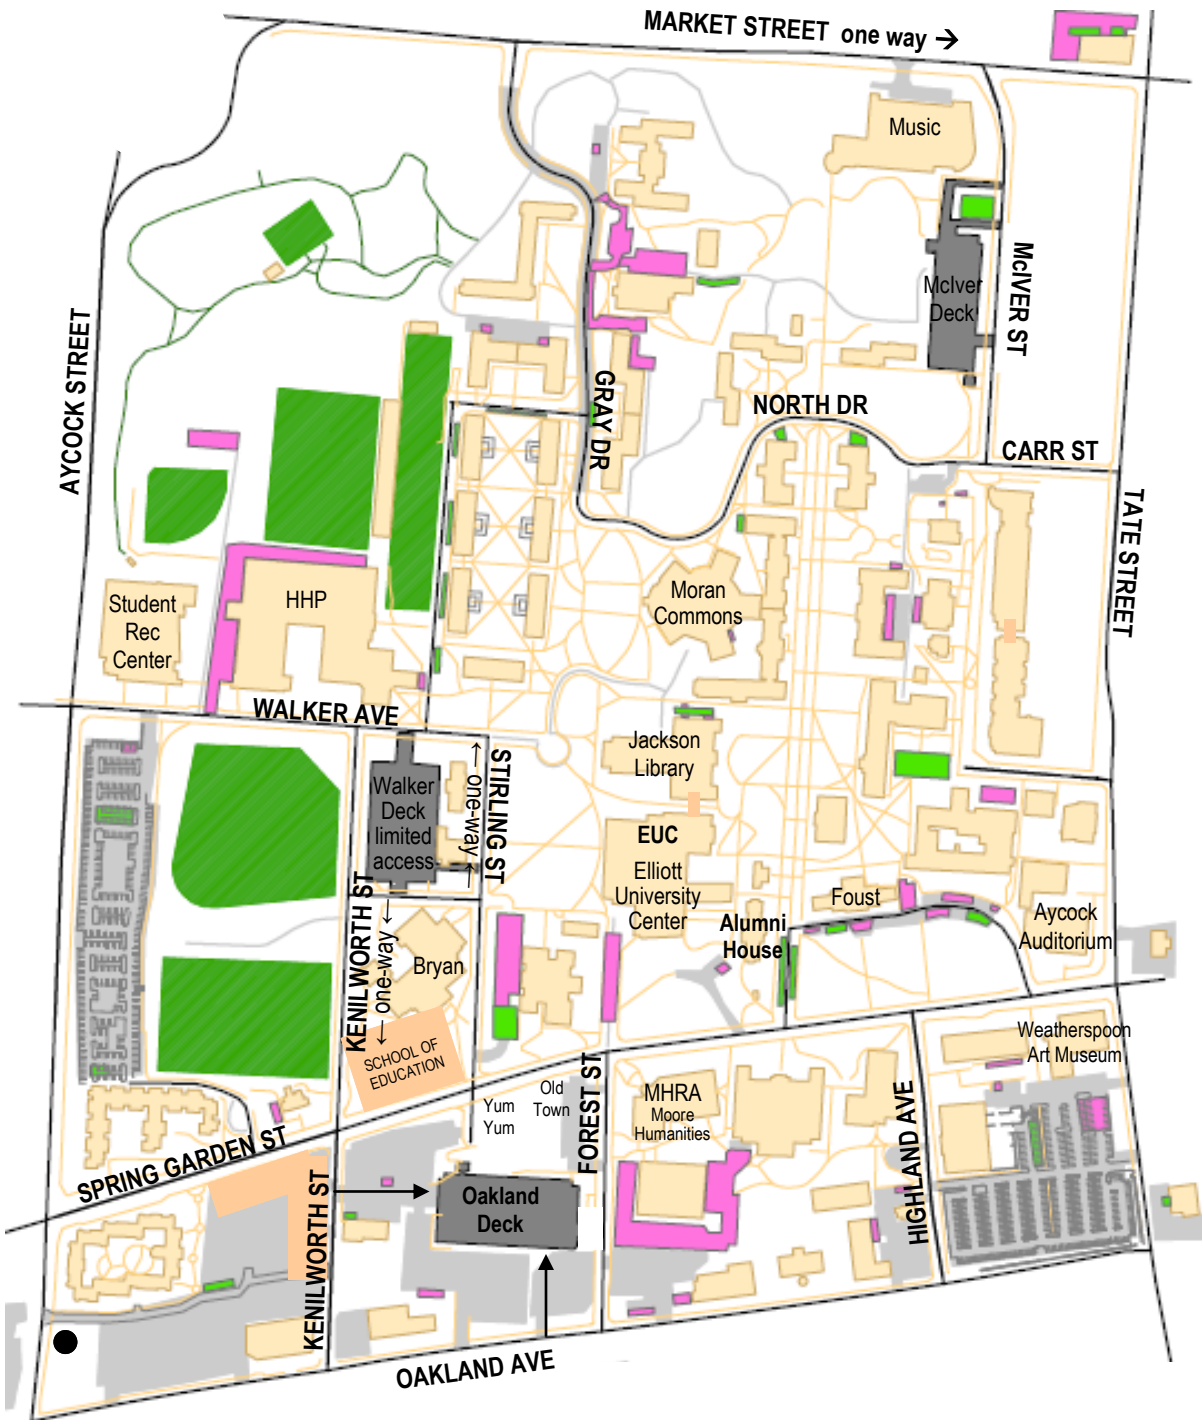 MARKET STREET one way →
Music
McIVER ST
McIver
Deck
AYCOCK STREET
GRAY DR
NORTH DR
CARR ST
TATE STREET
Moran
Commons
HHP
Student
Rec
Center
WALKER AVE
Jackson
Library
STIRLING ST
← one-way ←
Walker
Deck
limited
access
EUC
Elliott
University
Center
KENILWORTH ST
← one-way ←
Foust
Alumni
House
Aycock
Auditorium
Bryan
Weatherspoon
Art Museum
SCHOOL OF
EDUCATION
Old
Town
Yum
Yum
FOREST ST
MHRA
Moore
Humanities
HIGHLAND AVE
SPRING GARDEN ST
KENILWORTH ST
Oakland
Deck
OAKLAND AVE